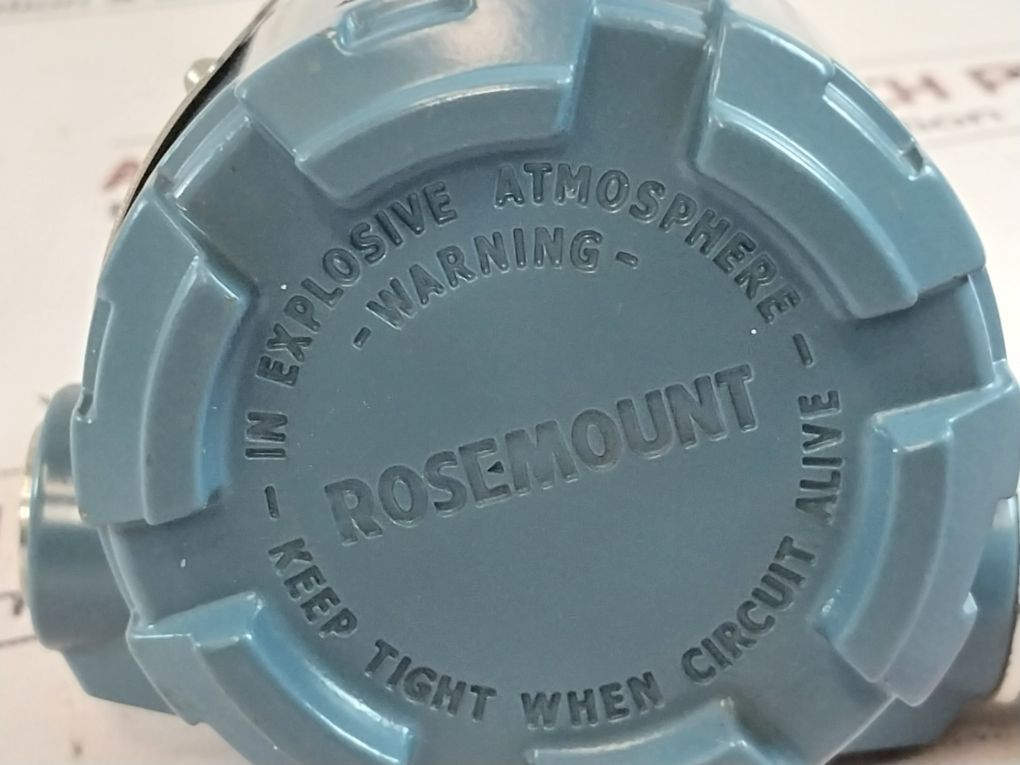 IN EXPLOSIVE ATMOSPHERE -
- WARNING -
ROSEMOUNT
- KEEP TIGHT WHEN CIRCUIT ALIVE